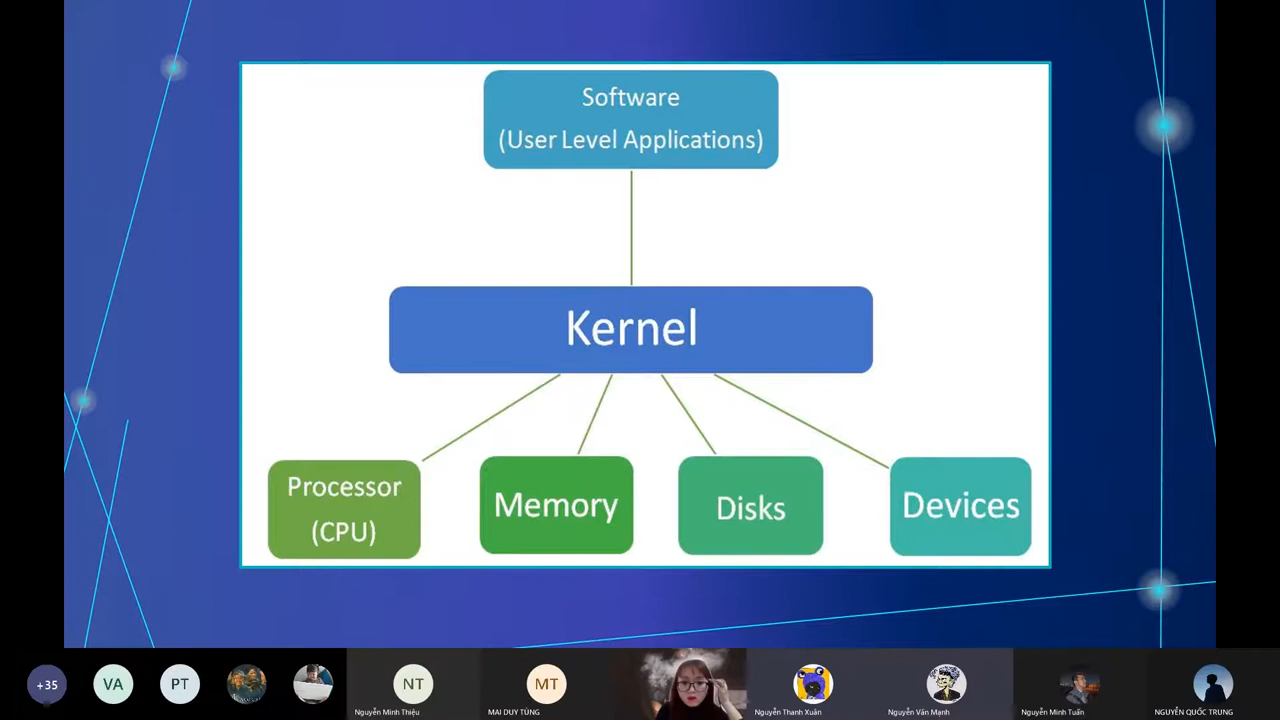 Software
(User Level Applications)
Kernel
Processor
(CPU)
Memory
Disks
Devices
+35
VA
PT
NT
Nguyễn Minh Thiệu
MT
MAI DUY TÙNG
Nguyễn Thanh Xuân
Nguyễn Văn Mạnh
Nguyễn Minh Tuấn
NGUYỄN QUỐC TRUNG